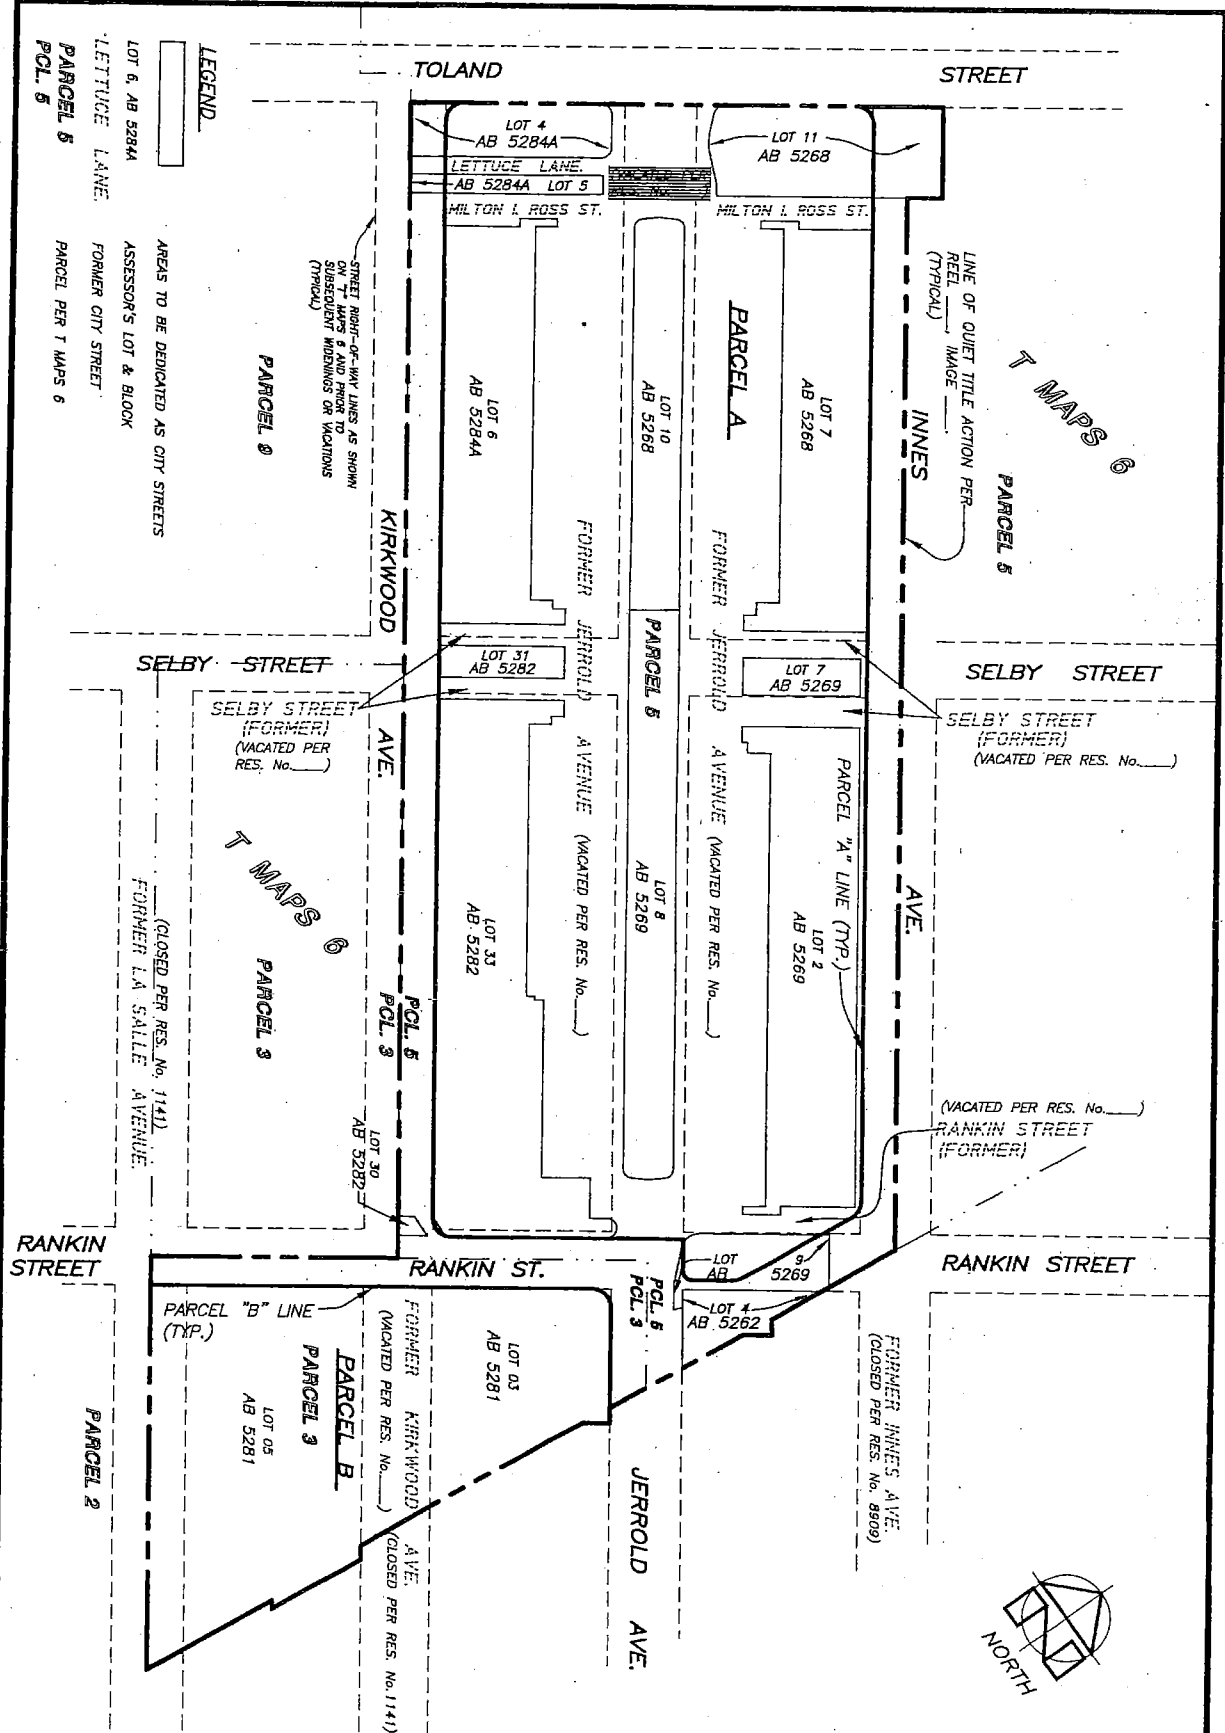 TOLAND
STREET
LOT 4
AB 5284A
LOT 11
AB 5268
LETTUCE LANE.
AB 5284A LOT 5
MILTON I. ROSS ST.
MILTON I. ROSS ST.
LEGEND
AREAS TO BE DEDICATED AS CITY STREETS
LOT 6, AB 5284A
ASSESSOR'S LOT & BLOCK
LETTUCE LANE.
FORMER CITY STREET
PARCEL 5
PCL. 5
PARCEL PER T MAPS 6
STREET RIGHT-OF-WAY LINES AS SHOWN
ON "T" MAPS 6 AND PRIOR TO
SUBSEQUENT WIDENINGS OR VACATIONS
(TYPICAL)
PARCEL 9
LINE OF QUIET TITLE ACTION PER
REEL ____, IMAGE ____.
(TYPICAL)
T MAPS 6
PARCEL 5
INNES
PARCEL A
LOT 7
AB 5268
LOT 10
AB 5268
LOT 6
AB 5284A
KIRKWOOD
FORMER JERROLD
FORMER JERROLD
PARCEL 5
SELBY STREET
LOT 31
AB 5282
LOT 7
AB 5269
SELBY STREET
SELBY STREET
(FORMER)
(VACATED PER
RES. No.____)
SELBY STREET
(FORMER)
(VACATED PER RES. No.____)
AVE.
AVENUE (VACATED PER RES. No.____)
AVENUE (VACATED PER RES. No.____)
PARCEL "A" LINE (TYP.)
LOT 2
AB 5269
AVE.
LOT 8
AB 5269
LOT 33
AB 5282
T MAPS 6
PARCEL 3
(CLOSED PER RES. No. 1141)
FORMER LA SALLE AVENUE.
PCL. 5
PCL. 3
LOT 30
AB 5282
(VACATED PER RES. No.____)
RANKIN STREET
(FORMER)
RANKIN
STREET
RANKIN ST.
LOT 9
AB 5269
RANKIN STREET
PCL. 5
PCL. 3
LOT 4
AB 5262
PARCEL "B" LINE
(TYP.)
FORMER KIRKWOOD AVE.
(VACATED PER RES. No.____) (CLOSED PER RES. No.1141)
LOT 03
AB 5281
PARCEL B
PARCEL 3
LOT 05
AB 5281
PARCEL 2
FORMER INNES AVE.
(CLOSED PER RES. No. 8909)
JERROLD AVE.
NORTH